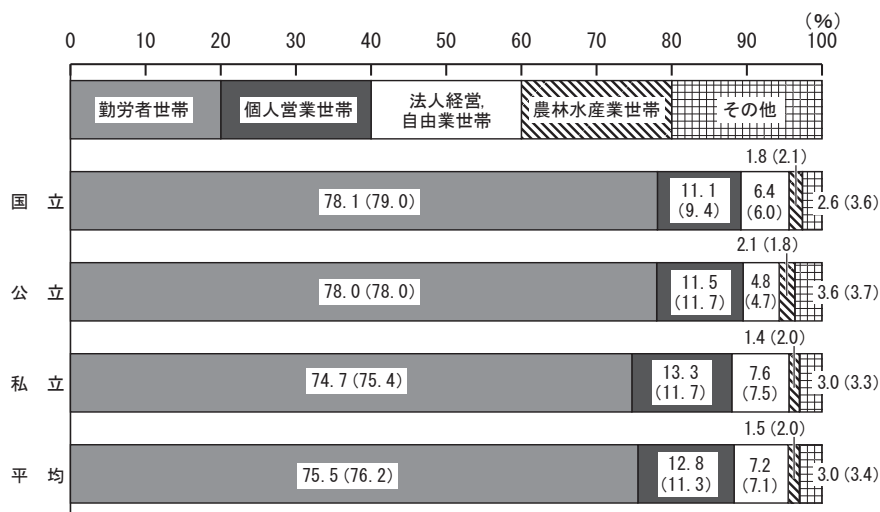 (%)
0 10 20 30 40 50 60 70 80 90 100
勤労者世帯 個人営業世帯 法人経営, 農林水産業世帯 その他
自由業世帯
1.8 (2.1)
国 立 78.1 (79.0) 11.1 6.4 2.6 (3.6)
(9.4) (6.0)
2.1 (1.8)
公 立 78.0 (78.0) 11.5 4.8 3.6 (3.7)
(11.7) (4.7)
1.4 (2.0)
私 立 74.7 (75.4) 13.3 7.6 3.0 (3.3)
(11.7) (7.5)
1.5 (2.0)
平 均 75.5 (76.2) 12.8 7.2 3.0 (3.4)
(11.3) (7.1)